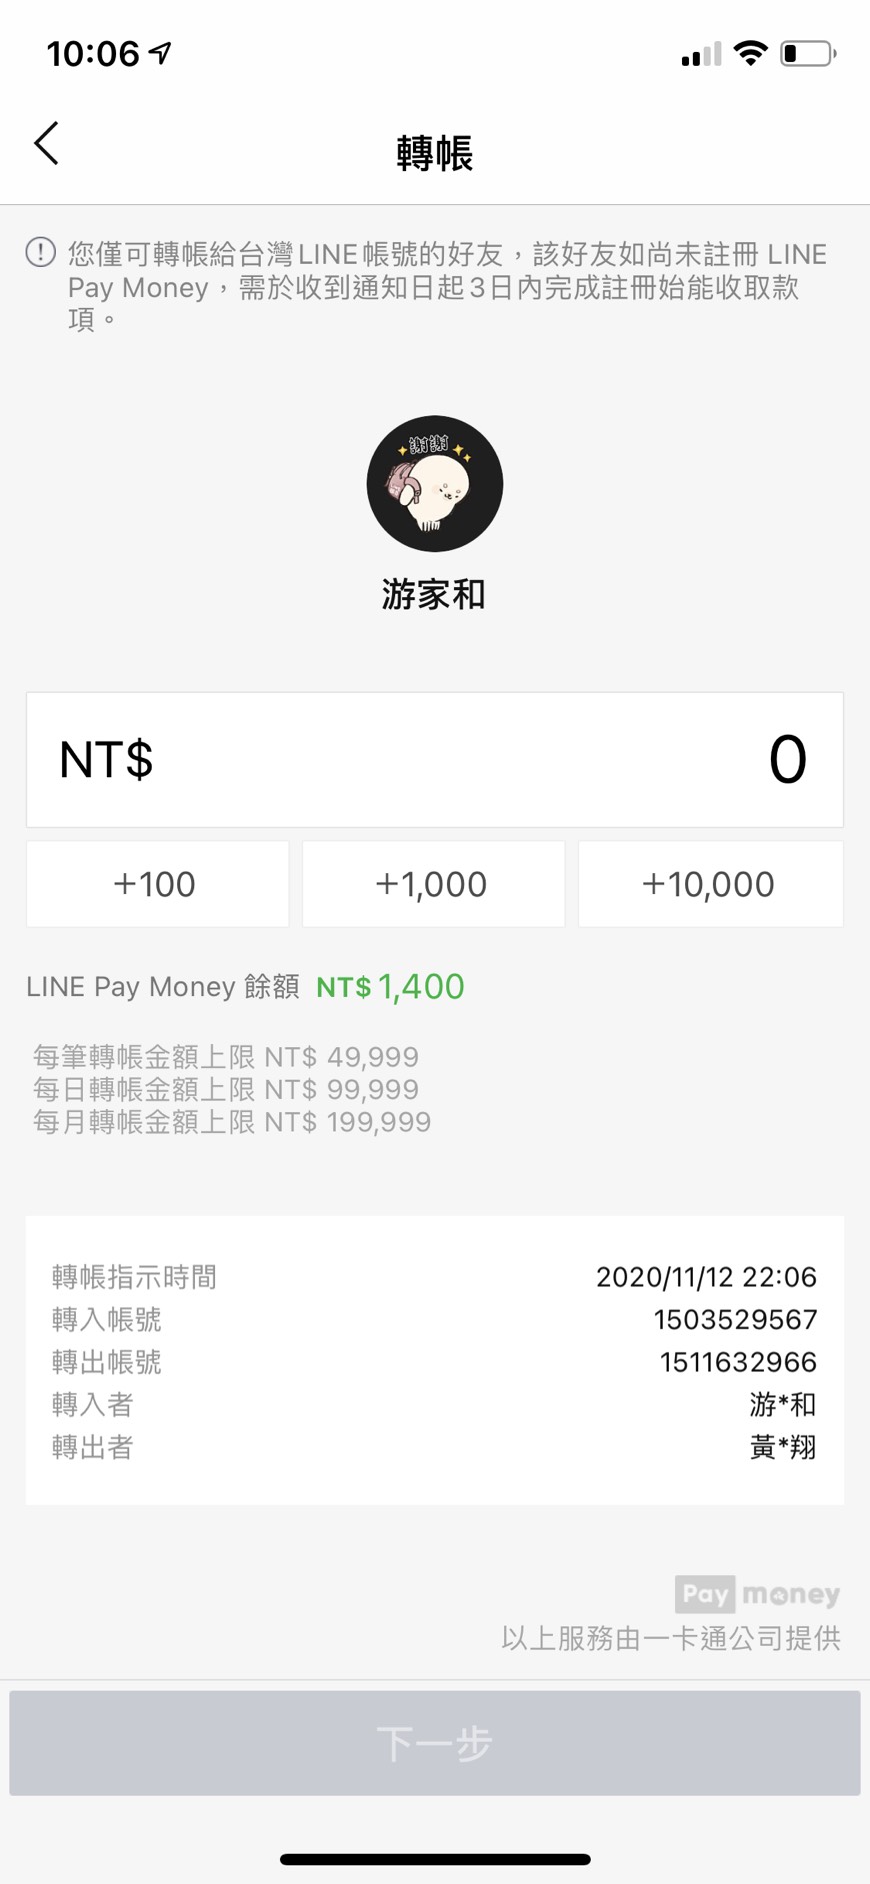 10:06
轉帳
您僅可轉帳給台灣LINE帳號的好友，該好友如尚未註冊 LINE
Pay Money，需於收到通知日起3日內完成註冊始能收取款
項。
謝謝
游家和
NT$ 0
+100 +1,000 +10,000
LINE Pay Money 餘額 NT$ 1,400
每筆轉帳金額上限 NT$ 49,999
每日轉帳金額上限 NT$ 99,999
每月轉帳金額上限 NT$ 199,999
轉帳指示時間 2020/11/12 22:06
轉入帳號 1503529567
轉出帳號 1511632966
轉入者 游*和
轉出者 黃*翔
Pay money
以上服務由一卡通公司提供
下一步